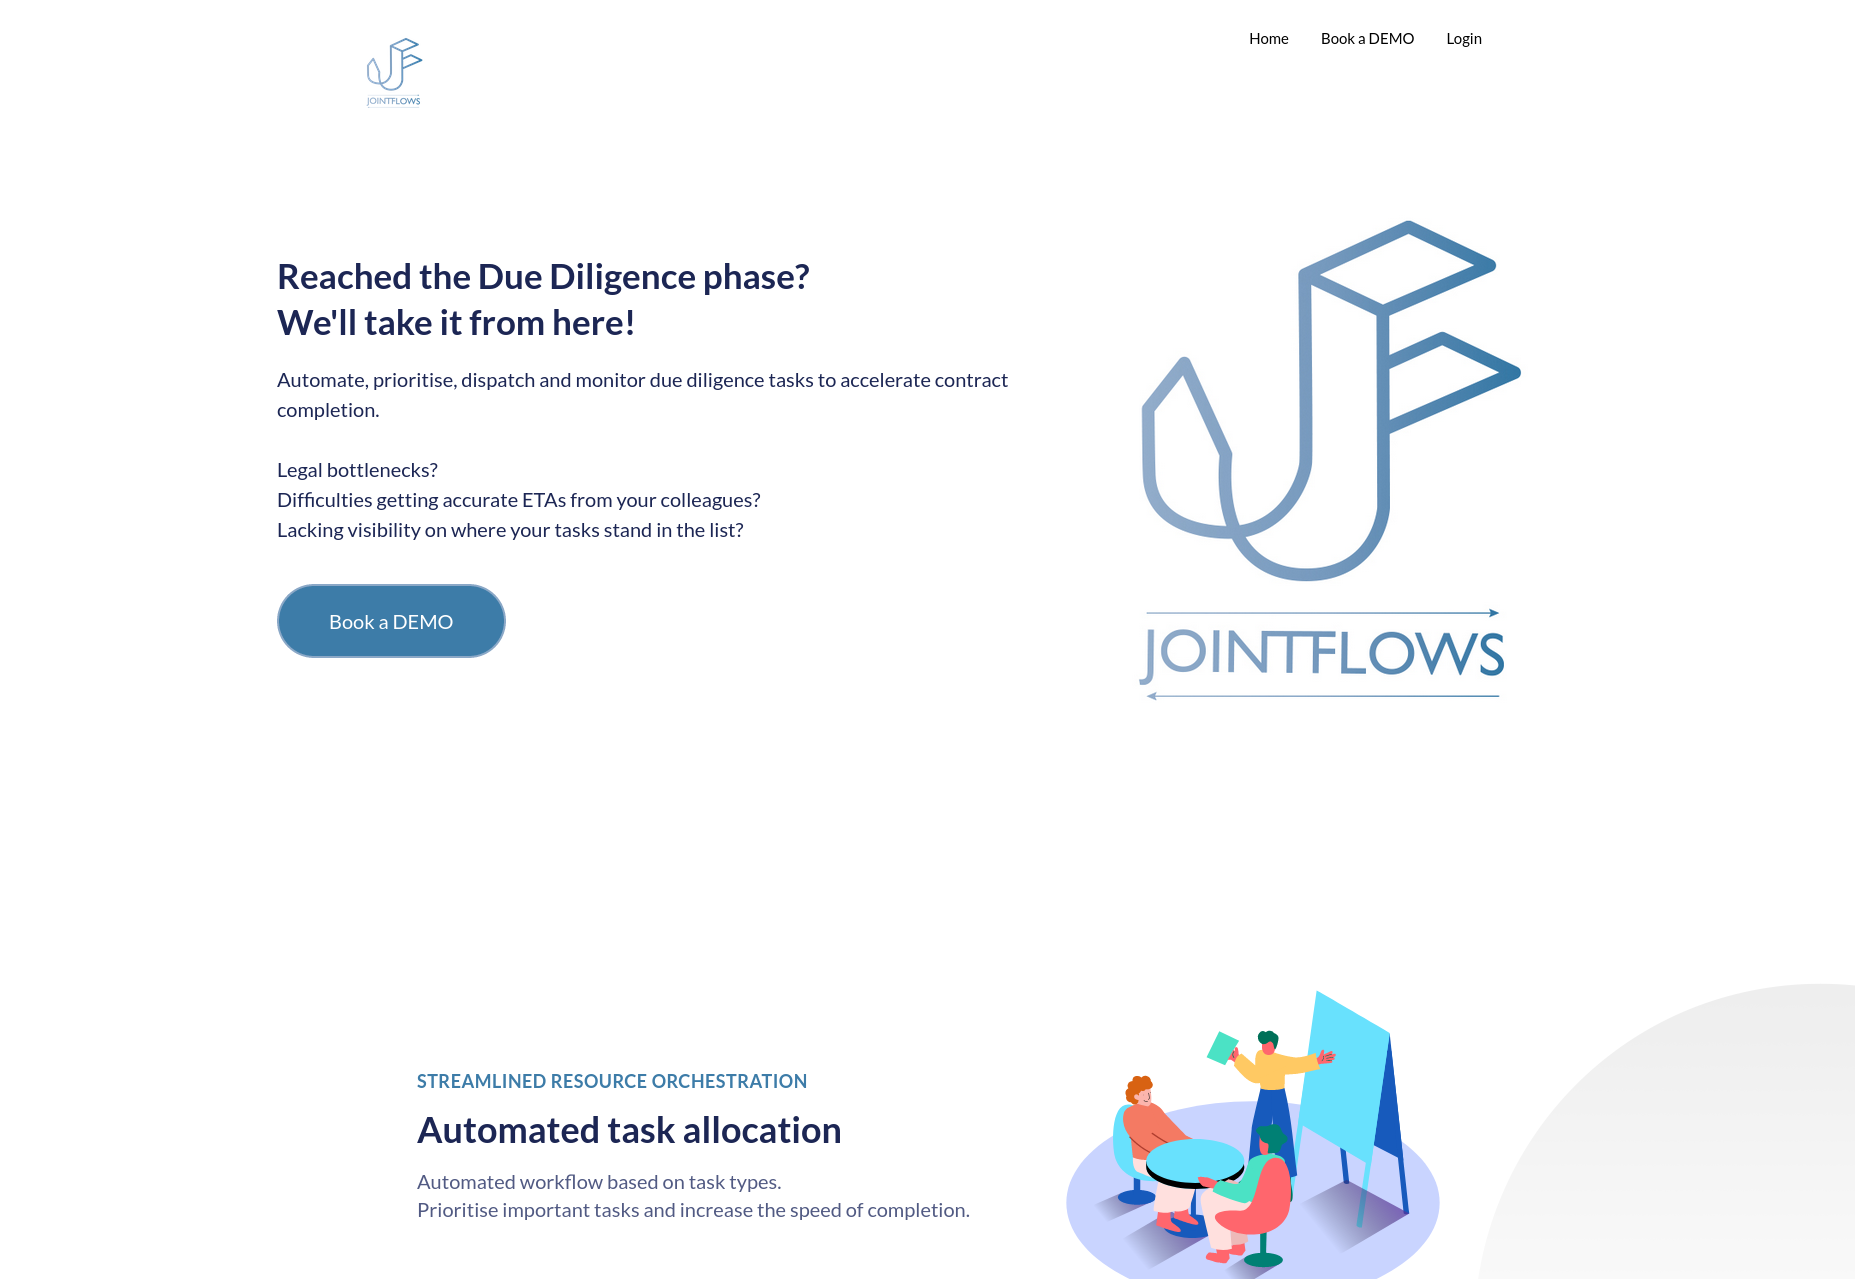 JOINTFLOWS
Home
Book a DEMO
Login
Reached the Due Diligence phase?
We'll take it from here!
Automate, prioritise, dispatch and monitor due diligence tasks to accelerate contract
completion.
Legal bottlenecks?
Difficulties getting accurate ETAs from your colleagues?
Lacking visibility on where your tasks stand in the list?
Book a DEMO
JOINTFLOWS
STREAMLINED RESOURCE ORCHESTRATION
Automated task allocation
Automated workflow based on task types.
Prioritise important tasks and increase the speed of completion.